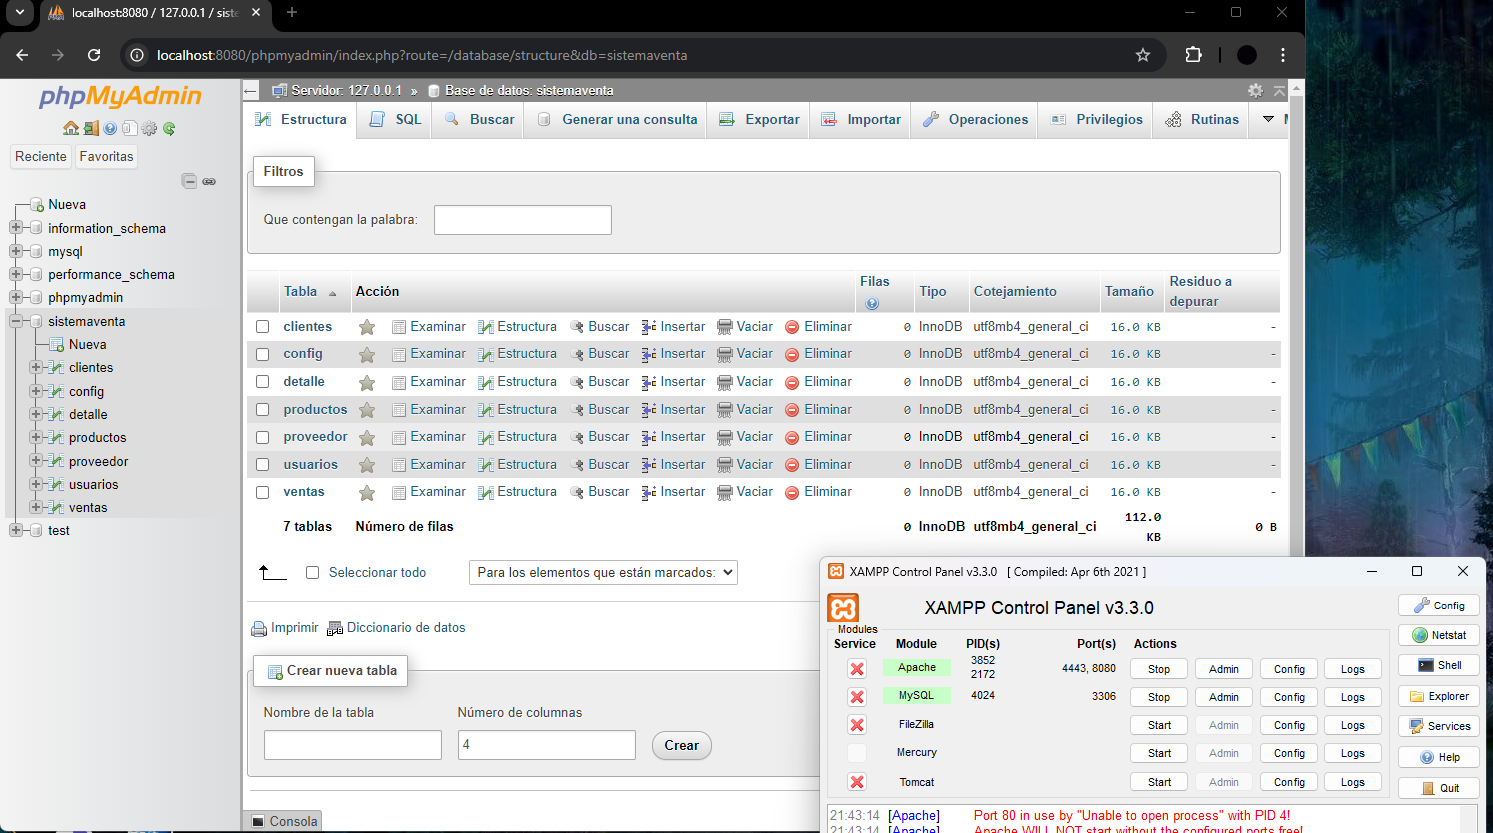 localhost:8080 / 127.0.0.1 / siste
localhost:8080/phpmyadmin/index.php?route=/database/structure&db=sistemaventa
phpMyAdmin
Reciente Favoritas
Nueva
information_schema
mysql
performance_schema
phpmyadmin
sistemaventa
Nueva
clientes
config
detalle
productos
proveedor
usuarios
ventas
test
Servidor: 127.0.0.1 » Base de datos: sistemaventa
Estructura SQL Buscar Generar una consulta Exportar Importar Operaciones Privilegios Rutinas
Filtros
Que contengan la palabra:
Tabla Acción Filas Tipo Cotejamiento Tamaño Residuo a depurar
clientes Examinar Estructura Buscar Insertar Vaciar Eliminar 0 InnoDB utf8mb4_general_ci 16.0 KB -
config Examinar Estructura Buscar Insertar Vaciar Eliminar 0 InnoDB utf8mb4_general_ci 16.0 KB -
detalle Examinar Estructura Buscar Insertar Vaciar Eliminar 0 InnoDB utf8mb4_general_ci 16.0 KB -
productos Examinar Estructura Buscar Insertar Vaciar Eliminar 0 InnoDB utf8mb4_general_ci 16.0 KB -
proveedor Examinar Estructura Buscar Insertar Vaciar Eliminar 0 InnoDB utf8mb4_general_ci 16.0 KB -
usuarios Examinar Estructura Buscar Insertar Vaciar Eliminar 0 InnoDB utf8mb4_general_ci 16.0 KB -
ventas Examinar Estructura Buscar Insertar Vaciar Eliminar 0 InnoDB utf8mb4_general_ci 16.0 KB -
7 tablas Número de filas 0 InnoDB utf8mb4_general_ci 112.0 KB 0 B
Seleccionar todo Para los elementos que están marcados:
Imprimir Diccionario de datos
Crear nueva tabla
Nombre de la tabla Número de columnas
4 Crear
Consola
XAMPP Control Panel v3.3.0 [ Compiled: Apr 6th 2021 ]
XAMPP Control Panel v3.3.0
Modules
Service Module PID(s) Port(s) Actions
Apache 3852 2172 4443, 8080 Stop Admin Config Logs
MySQL 4024 3306 Stop Admin Config Logs
FileZilla Start Admin Config Logs
Mercury Start Admin Config Logs
Tomcat Start Admin Config Logs
Config
Netstat
Shell
Explorer
Services
Help
Quit
21:43:14 [Apache] Port 80 in use by "Unable to open process" with PID 4!
21:43:14 [Apache] Apache WILL NOT start without the configured ports free!